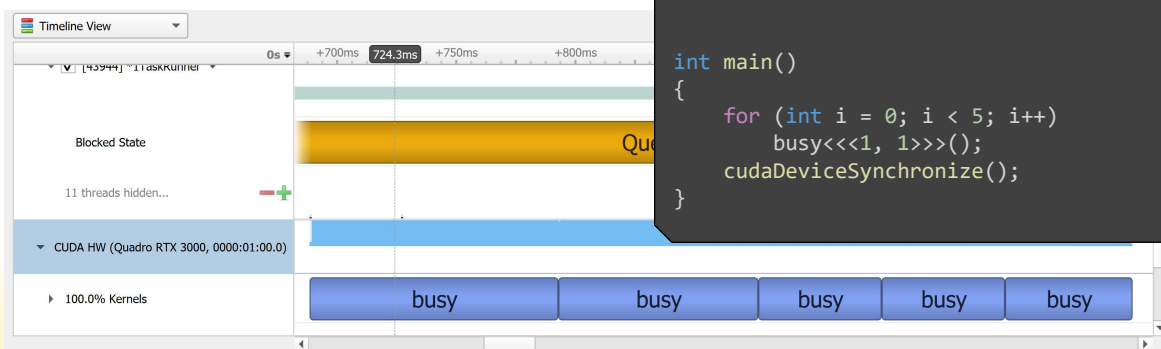 Timeline View
0s
+700ms
724.3ms
+750ms
+800ms
[43944] *1TaskRunner
Blocked State
Que
11 threads hidden...
CUDA HW (Quadro RTX 3000, 0000:01:00.0)
100.0% Kernels
busy
busy
busy
busy
busy
int main()
{
    for (int i = 0; i < 5; i++)
        busy<<<1, 1>>>();
    cudaDeviceSynchronize();
}